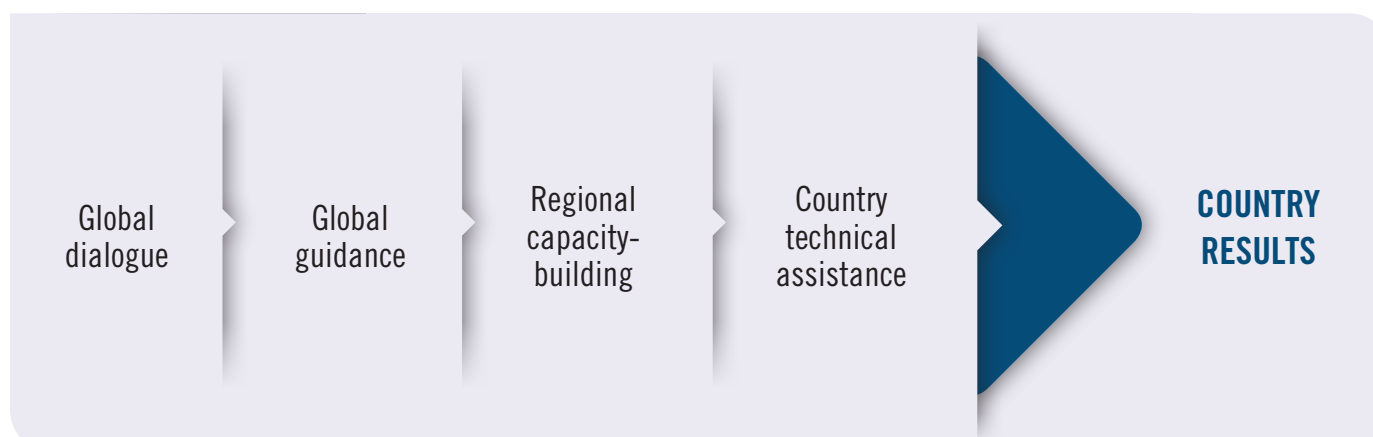 Global
dialogue
Global
guidance
Regional
capacity-
building
Country
technical
assistance
COUNTRY
RESULTS